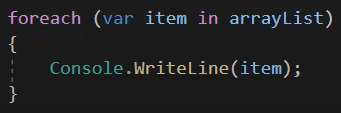 foreach (var item in arrayList)
{
    Console.WriteLine(item);
}